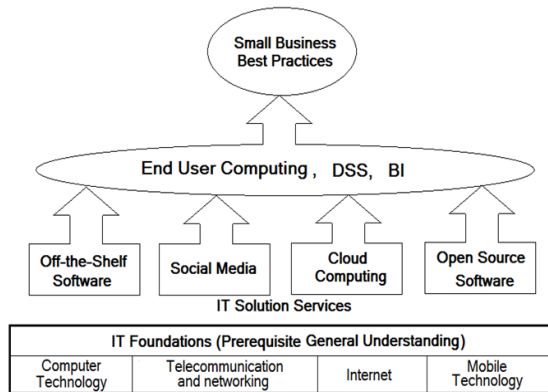 Small Business
Best Practices
End User Computing , DSS, BI
Off-the-Shelf
Software
Social Media
Cloud
Computing
Open Source
Software
IT Solution Services
IT Foundations (Prerequisite General Understanding)
Computer
Technology
Telecommunication
and networking
Internet
Mobile
Technology